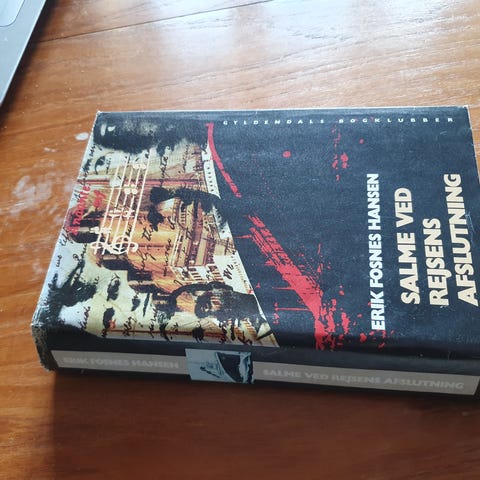 GYLDENDALS BOGKLUBBER
ERIK FOSNES HANSEN
SALME VED
REJSENS
AFSLUTNING
ERIK FOSNES HANSEN
SALME VED REJSENS AFSLUTNING